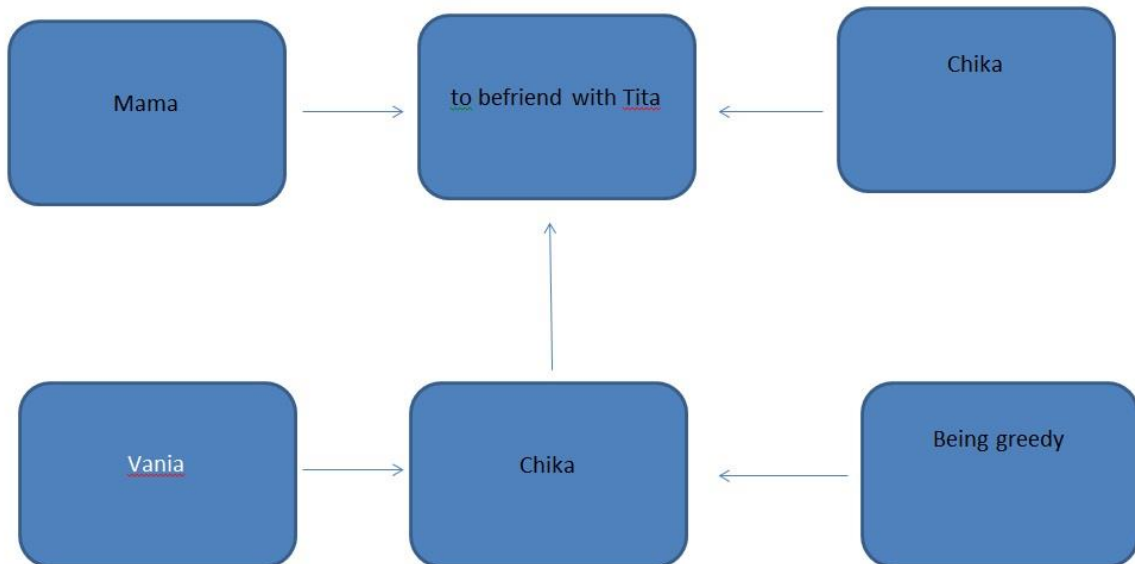 Mama
to befriend with Tita
Chika
Vania
Chika
Being greedy